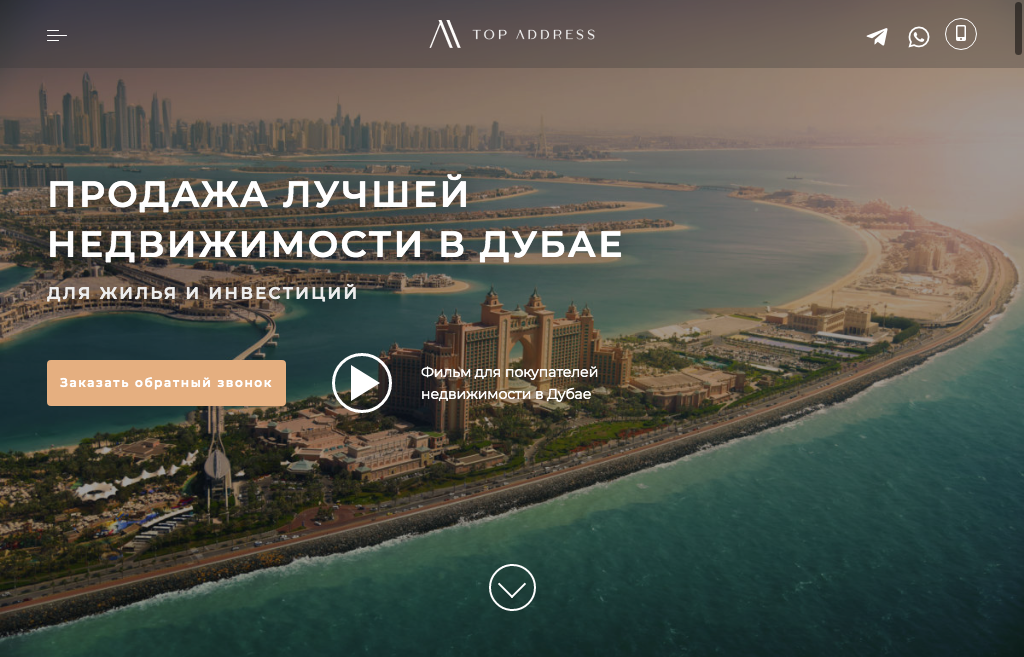 TOP ADDRESS
ПРОДАЖА ЛУЧШЕЙ
НЕДВИЖИМОСТИ В ДУБАЕ
ДЛЯ ЖИЛЬЯ И ИНВЕСТИЦИЙ
Заказать обратный звонок
Фильм для покупателей
недвижимости в Дубае